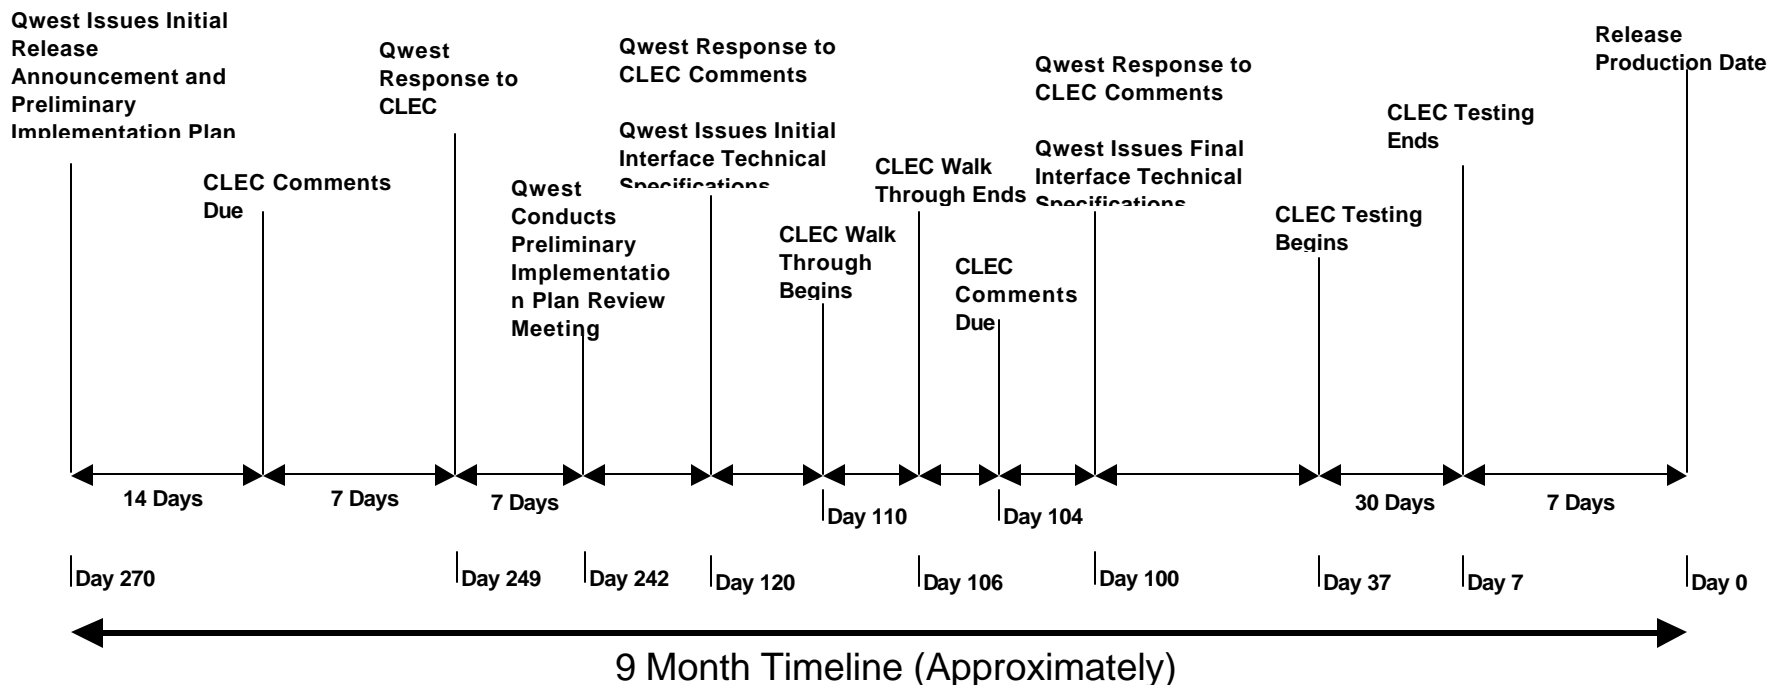 Qwest Issues Initial
Release
Announcement and
Preliminary
Implementation Plan
CLEC Comments
Due
Qwest
Response to
CLEC
Qwest
Conducts
Preliminary
Implementatio
n Plan Review
Meeting
Qwest Response to
CLEC Comments
Qwest Issues Initial
Interface Technical
Specifications
CLEC Walk
Through
Begins
CLEC Walk
Through Ends
CLEC
Comments
Due
Qwest Response to
CLEC Comments
Qwest Issues Final
Interface Technical
Specifications
CLEC Testing
Begins
CLEC Testing
Ends
Release
Production Date
14 Days
7 Days
7 Days
30 Days
7 Days
Day 110
Day 104
Day 270
Day 249
Day 242
Day 120
Day 106
Day 100
Day 37
Day 7
Day 0
9 Month Timeline (Approximately)